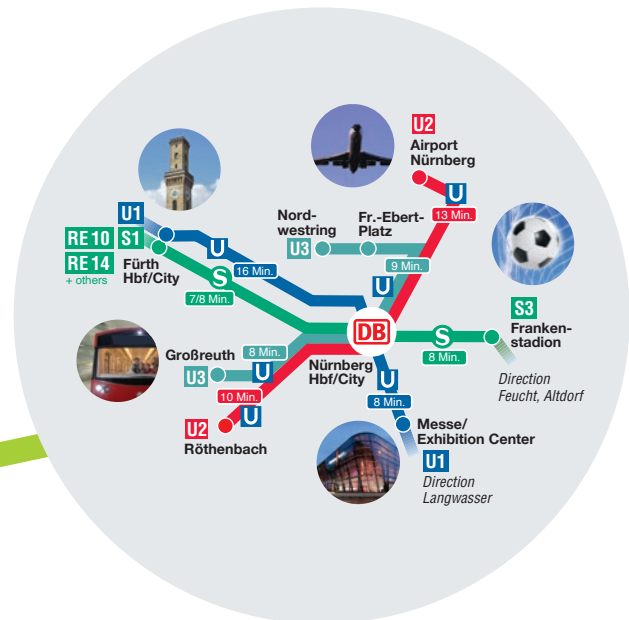 U2
Airport
Nürnberg
U
13 Min.
U1
RE 10 S1
RE 14
+ others
Fürth
Hbf/City
U
16 Min.
S
7/8 Min.
Nord-
westring
U3
Fr.-Ebert-
Platz
9 Min.
U
DB
Nürnberg
Hbf/City
S
8 Min.
S3
Franken-
stadion
Direction
Feucht, Altdorf
Großreuth
U3
8 Min.
U
10 Min.
U
U2
Röthenbach
U
8 Min.
Messe/
Exhibition Center
U1
Direction
Langwasser